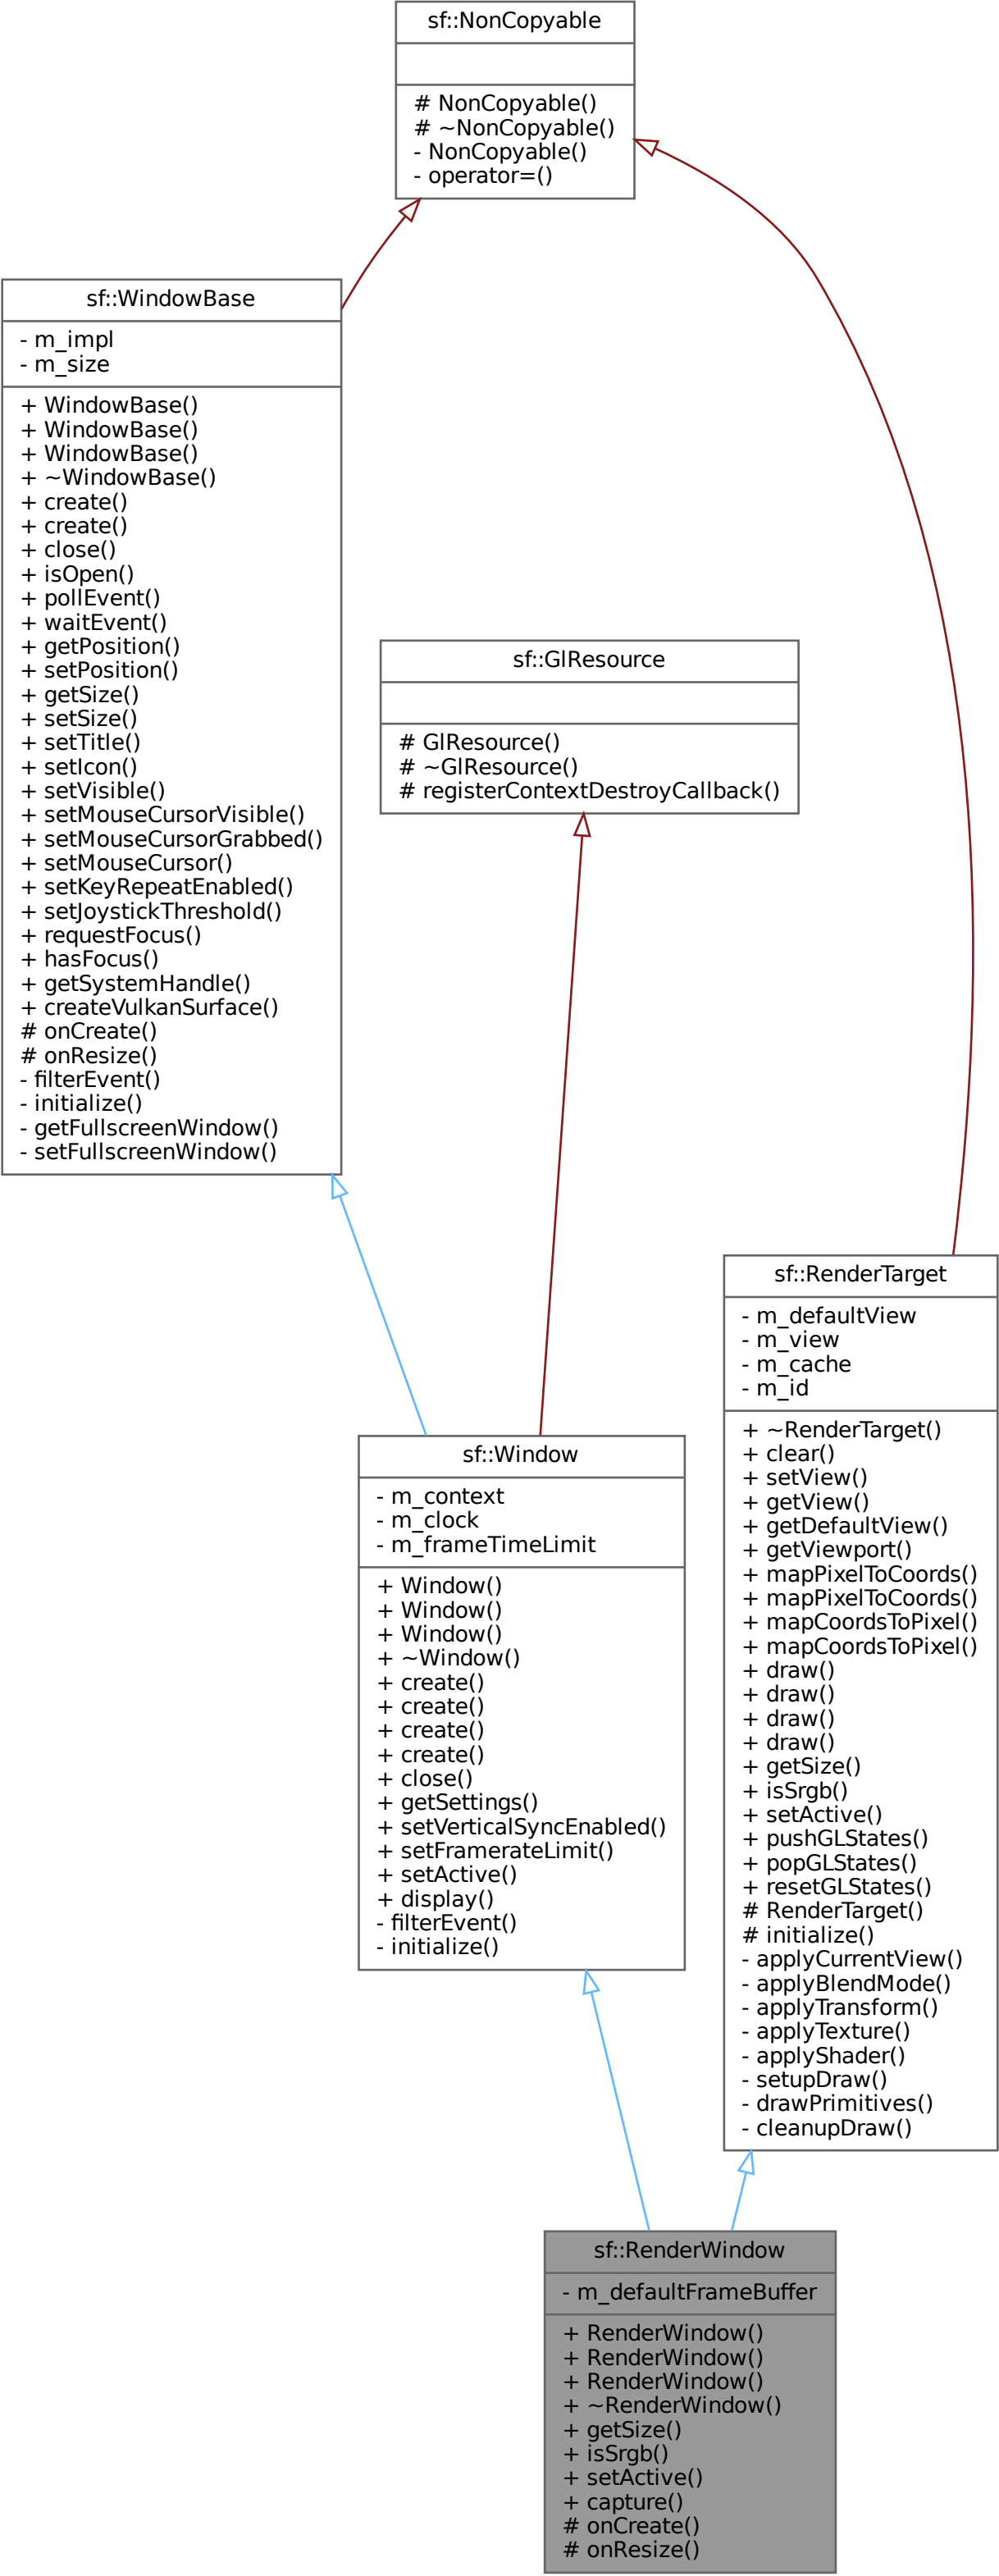 sf::NonCopyable
# NonCopyable()
# ~NonCopyable()
- NonCopyable()
- operator=()
sf::WindowBase
- m_impl
- m_size
+ WindowBase()
+ WindowBase()
+ WindowBase()
+ ~WindowBase()
+ create()
+ create()
+ close()
+ isOpen()
+ pollEvent()
+ waitEvent()
+ getPosition()
+ setPosition()
+ getSize()
+ setSize()
+ setTitle()
+ setIcon()
+ setVisible()
+ setMouseCursorVisible()
+ setMouseCursorGrabbed()
+ setMouseCursor()
+ setKeyRepeatEnabled()
+ setJoystickThreshold()
+ requestFocus()
+ hasFocus()
+ getSystemHandle()
+ createVulkanSurface()
# onCreate()
# onResize()
- filterEvent()
- initialize()
- getFullscreenWindow()
- setFullscreenWindow()
sf::GlResource
# GlResource()
# ~GlResource()
# registerContextDestroyCallback()
sf::RenderTarget
- m_defaultView
- m_view
- m_cache
- m_id
+ ~RenderTarget()
+ clear()
+ setView()
+ getView()
+ getDefaultView()
+ getViewport()
+ mapPixelToCoords()
+ mapPixelToCoords()
+ mapCoordsToPixel()
+ mapCoordsToPixel()
+ draw()
+ draw()
+ draw()
+ draw()
+ getSize()
+ isSrgb()
+ setActive()
+ pushGLStates()
+ popGLStates()
+ resetGLStates()
# RenderTarget()
# initialize()
- applyCurrentView()
- applyBlendMode()
- applyTransform()
- applyTexture()
- applyShader()
- setupDraw()
- drawPrimitives()
- cleanupDraw()
sf::Window
- m_context
- m_clock
- m_frameTimeLimit
+ Window()
+ Window()
+ Window()
+ ~Window()
+ create()
+ create()
+ create()
+ create()
+ close()
+ getSettings()
+ setVerticalSyncEnabled()
+ setFramerateLimit()
+ setActive()
+ display()
- filterEvent()
- initialize()
sf::RenderWindow
- m_defaultFrameBuffer
+ RenderWindow()
+ RenderWindow()
+ RenderWindow()
+ ~RenderWindow()
+ getSize()
+ isSrgb()
+ setActive()
+ capture()
# onCreate()
# onResize()